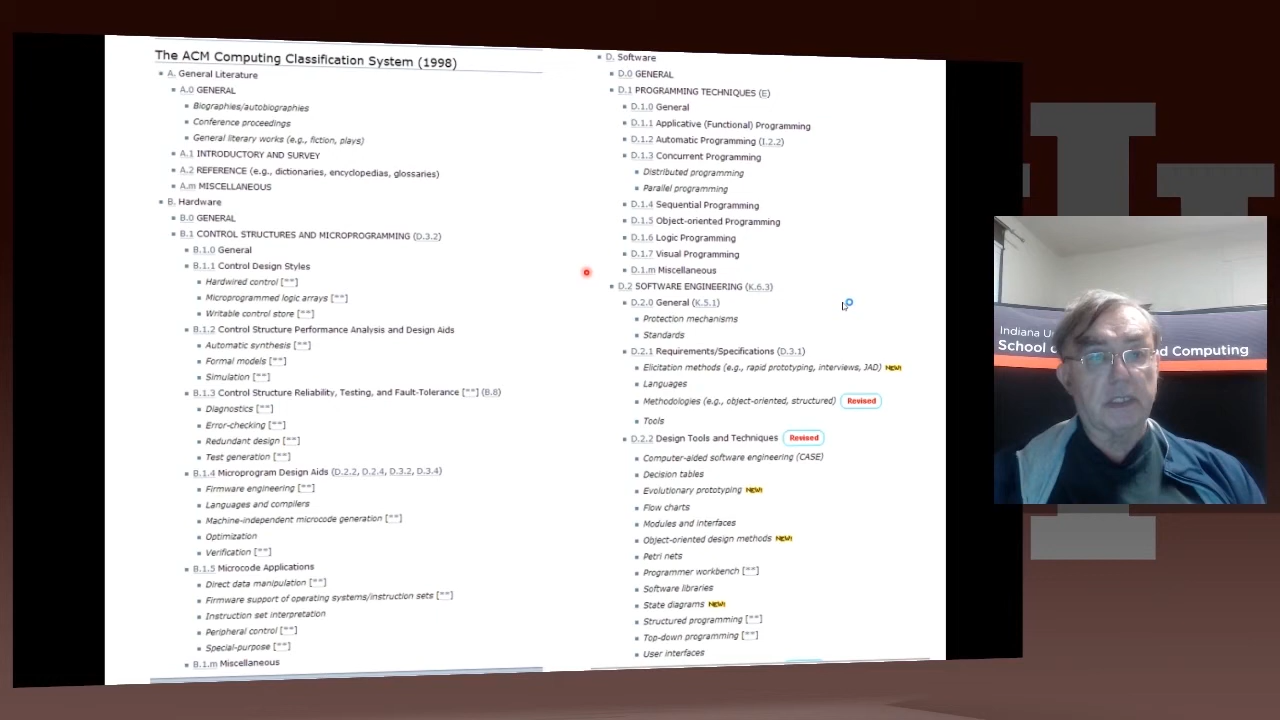 The ACM Computing Classification System (1998)
A. General Literature
A.0 GENERAL
Biographies/autobiographies
Conference proceedings
General literary works (e.g., fiction, plays)
A.1 INTRODUCTORY AND SURVEY
A.2 REFERENCE (e.g., dictionaries, encyclopedias, glossaries)
A.m MISCELLANEOUS
B. Hardware
B.0 GENERAL
B.1 CONTROL STRUCTURES AND MICROPROGRAMMING (D.3.2)
B.1.0 General
B.1.1 Control Design Styles
Hardwired control [**]
Microprogrammed logic arrays [**]
Writable control store [**]
B.1.2 Control Structure Performance Analysis and Design Aids
Automatic synthesis [**]
Formal models [**]
Simulation [**]
B.1.3 Control Structure Reliability, Testing, and Fault-Tolerance [**] (B.8)
Diagnostics [**]
Error-checking [**]
Redundant design [**]
Test generation [**]
B.1.4 Microprogram Design Aids (D.2.2, D.2.4, D.3.2, D.3.4)
Firmware engineering [**]
Languages and compilers
Machine-independent microcode generation [**]
Optimization
Verification [**]
B.1.5 Microcode Applications
Direct data manipulation [**]
Firmware support of operating systems/instruction sets [**]
Instruction set interpretation
Peripheral control [**]
Special-purpose [**]
B.1.m Miscellaneous
D. Software
D.0 GENERAL
D.1 PROGRAMMING TECHNIQUES (E)
D.1.0 General
D.1.1 Applicative (Functional) Programming
D.1.2 Automatic Programming (I.2.2)
D.1.3 Concurrent Programming
Distributed programming
Parallel programming
D.1.4 Sequential Programming
D.1.5 Object-oriented Programming
D.1.6 Logic Programming
D.1.7 Visual Programming
D.1.m Miscellaneous
D.2 SOFTWARE ENGINEERING (K.6.3)
D.2.0 General (K.5.1)
Protection mechanisms
Standards
D.2.1 Requirements/Specifications (D.3.1)
Elicitation methods (e.g., rapid prototyping, interviews, JAD) NEW!
Languages
Methodologies (e.g., object-oriented, structured) Revised
Tools
D.2.2 Design Tools and Techniques Revised
Computer-aided software engineering (CASE)
Decision tables
Evolutionary prototyping NEW!
Flow charts
Modules and interfaces
Object-oriented design methods NEW!
Petri nets
Programmer workbench [**]
Software libraries
State diagrams NEW!
Structured programming [**]
Top-down programming [**]
User interfaces
Indiana
School and Computing